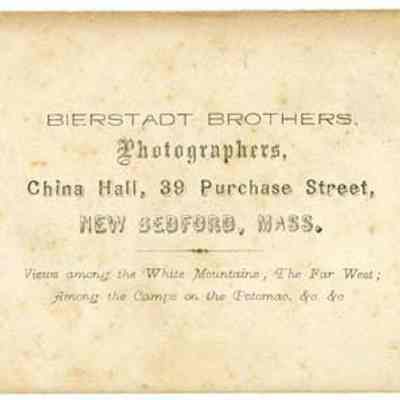 BIERSTADT BROTHERS,
Photographers,
China Hall, 39 Purchase Street,
NEW BEDFORD, MASS.
Views among the White Mountains; The Far West;
Among the Camps on the Potomac, &c. &c